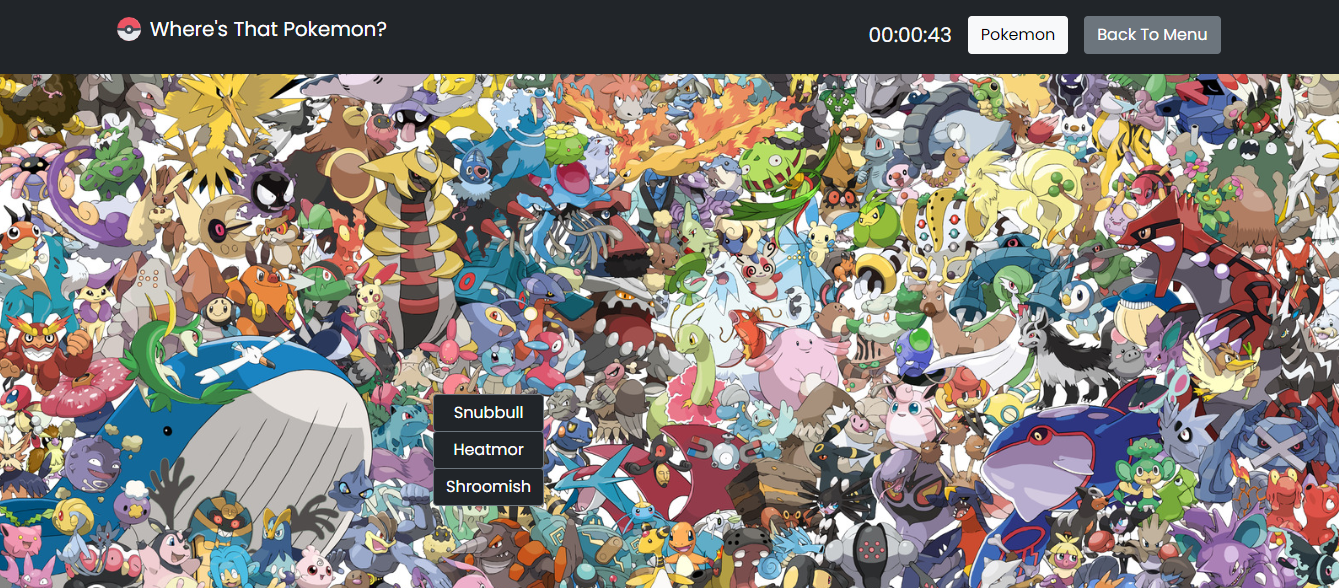 Where's That Pokemon?
00:00:43
Pokemon
Back To Menu
Snubbull
Heatmor
Shroomish